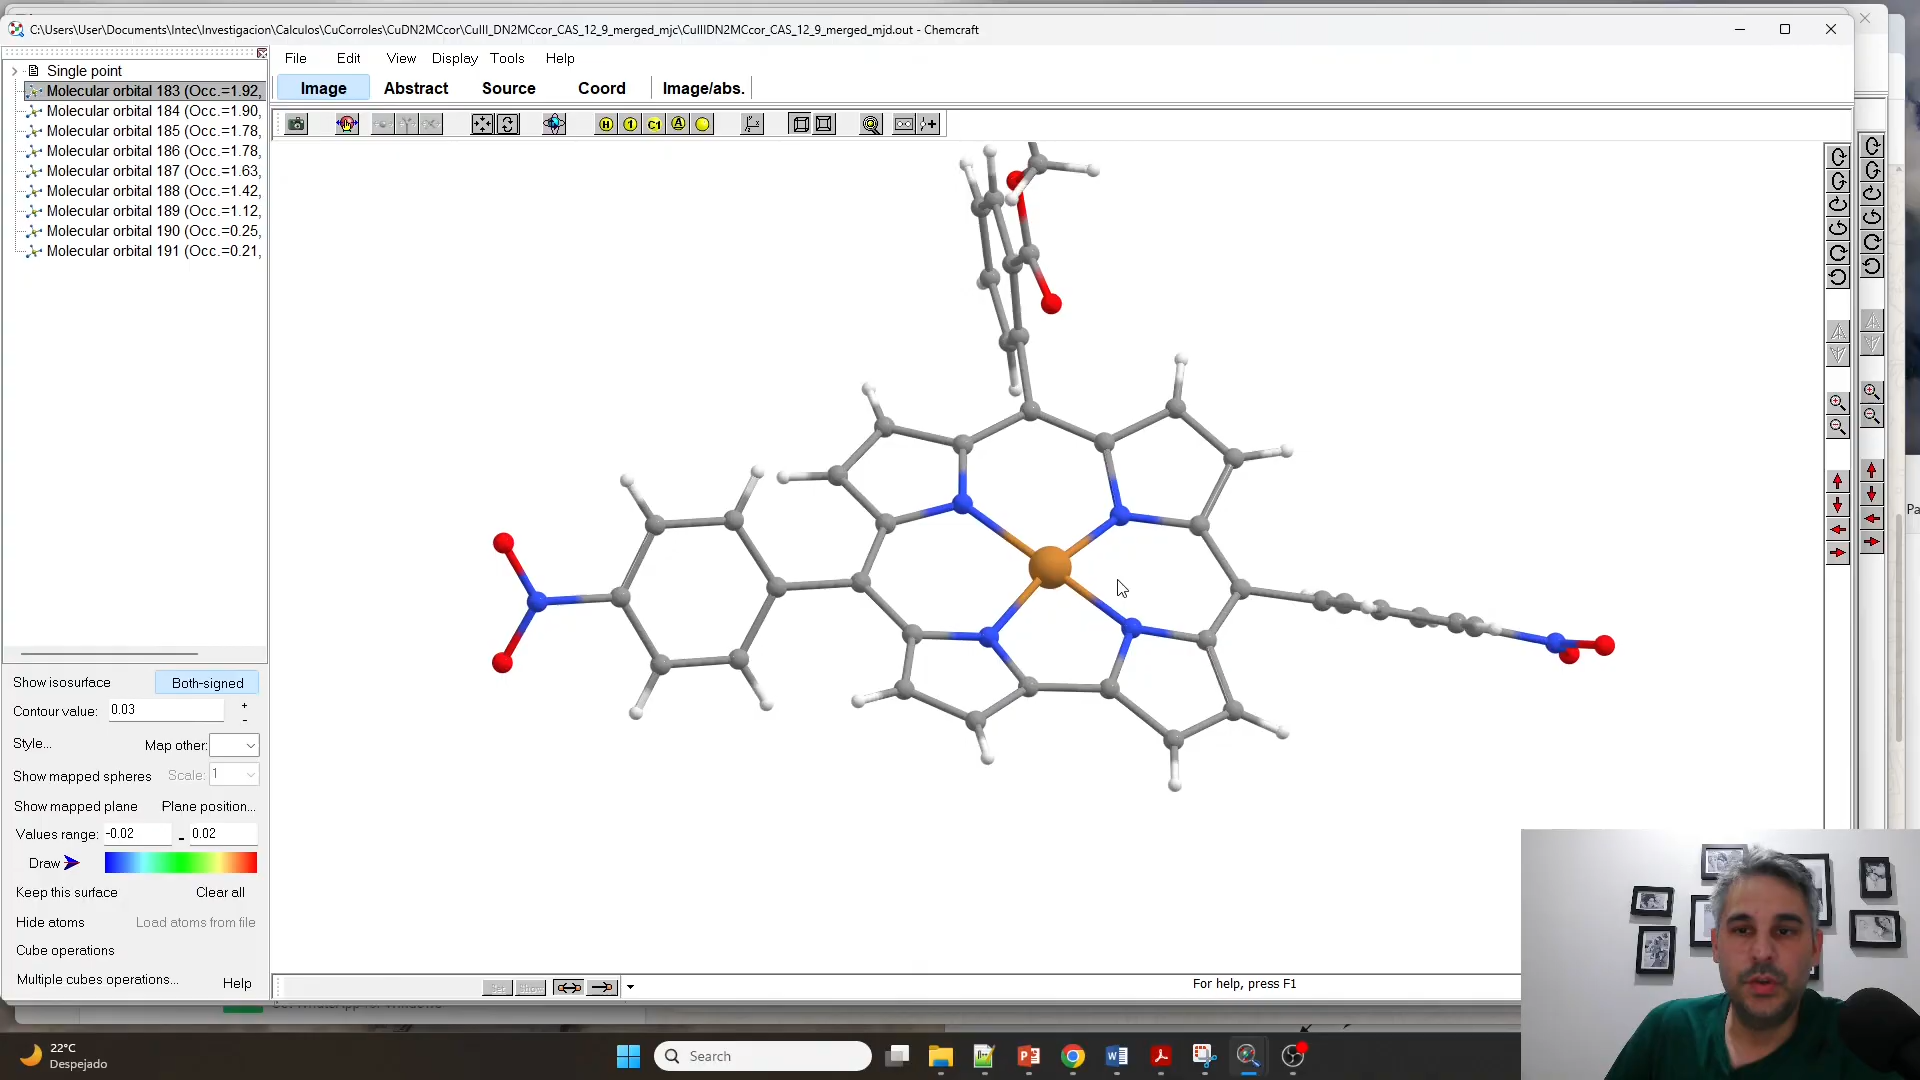 C:\Users\User\Documents\Intec\Investigacion\Calculos\CuCorroles\CuDN2MCcor\CuIII_DN2MCcor_CAS_12_9_merged_mjc\CuIIIDN2MCcor_CAS_12_9_merged_mjd.out - Chemcraft
File Edit View Display Tools Help
Image Abstract Source Coord Image/abs.
Single point
Molecular orbital 183 (Occ.=1.92,
Molecular orbital 184 (Occ.=1.90,
Molecular orbital 185 (Occ.=1.78,
Molecular orbital 186 (Occ.=1.78,
Molecular orbital 187 (Occ.=1.63,
Molecular orbital 188 (Occ.=1.42,
Molecular orbital 189 (Occ.=1.12,
Molecular orbital 190 (Occ.=0.25,
Molecular orbital 191 (Occ.=0.21,
H 1 C1 A
Pa
Show isosurface Both-signed
Contour value: 0.03 + -
Style... Map other:
Show mapped spheres Scale: 1
Show mapped plane Plane position...
Values range: -0.02 - 0.02
Draw
Keep this surface Clear all
Hide atoms Load atoms from file
Cube operations
Multiple cubes operations... Help
Set Show
For help, press F1
22°C
Despejado
Search